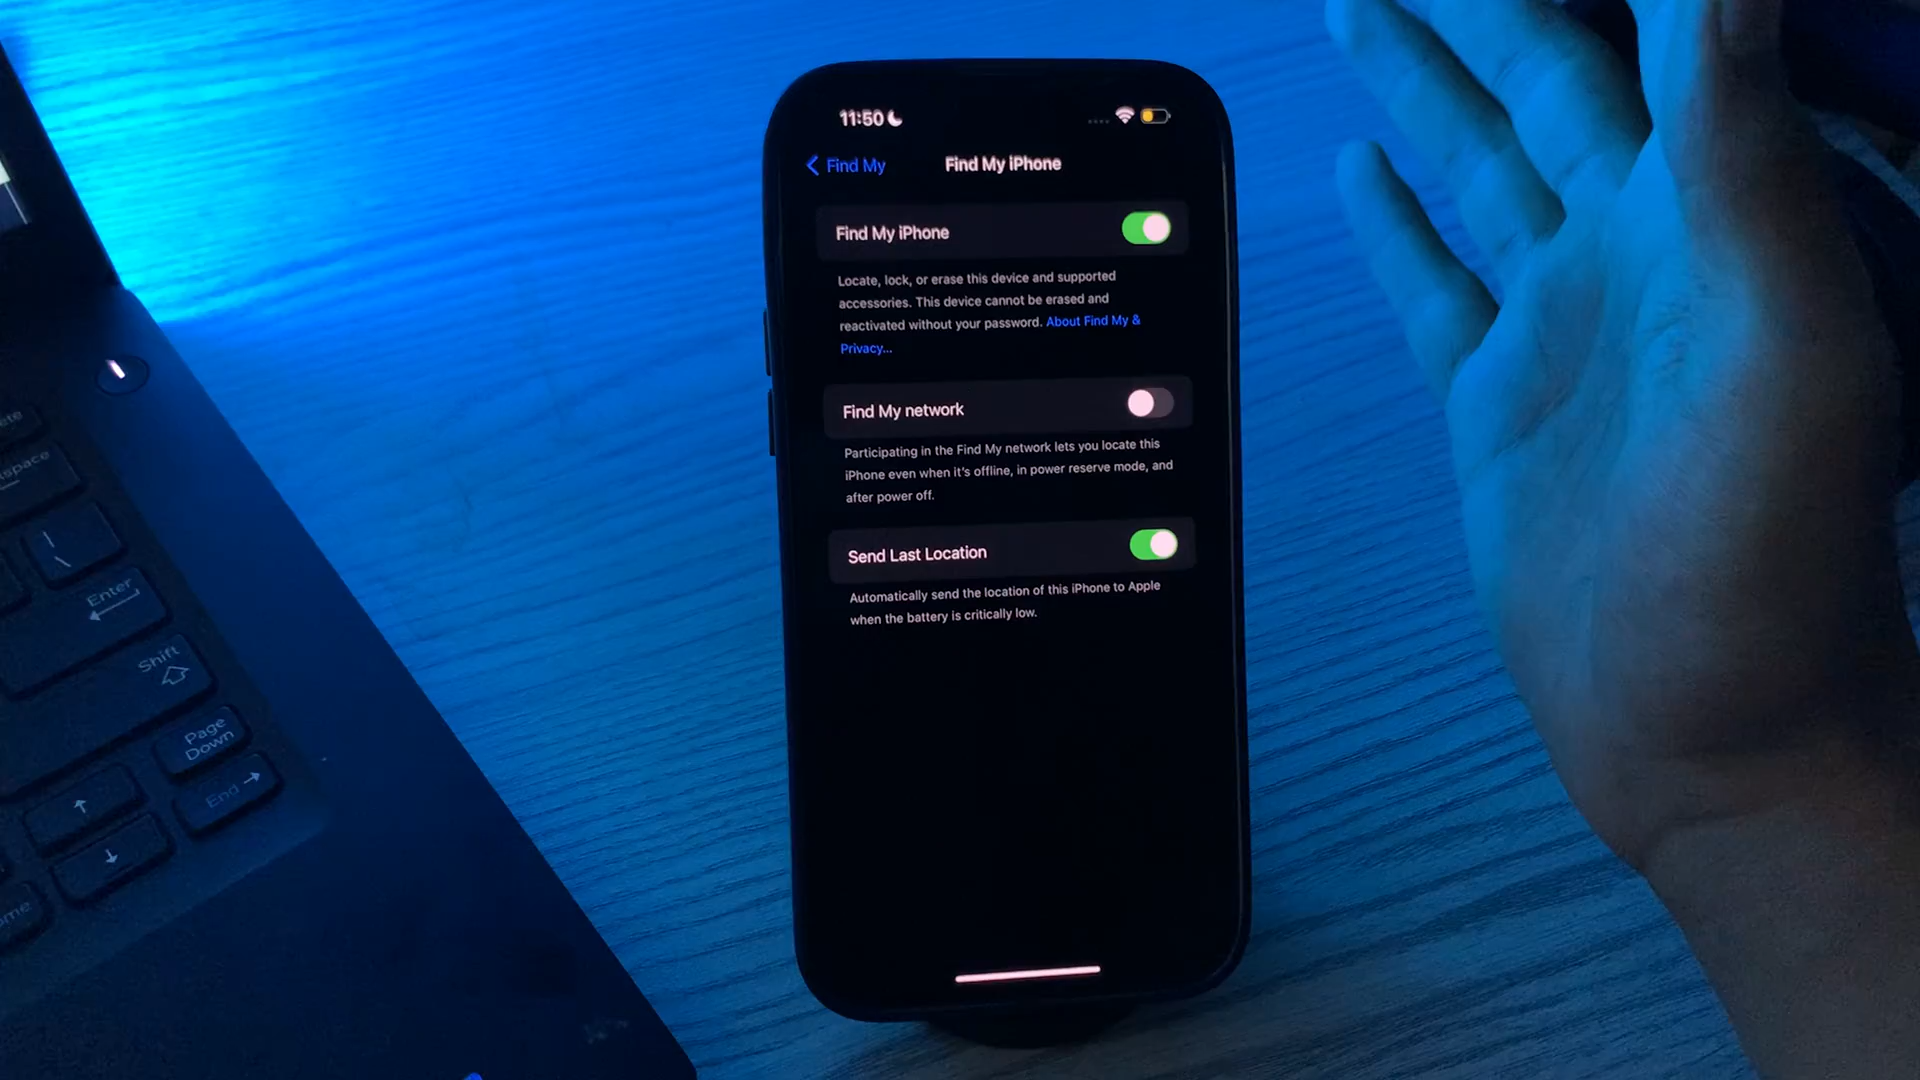 11:50
Find My
Find My iPhone
Find My iPhone
Locate, lock, or erase this device and supported
accessories. This device cannot be erased and
reactivated without your password. About Find My &
Privacy...
Find My network
Participating in the Find My network lets you locate this
iPhone even when it's offline, in power reserve mode, and
after power off.
Send Last Location
Automatically send the location of this iPhone to Apple
when the battery is critically low.
Enter
Shift
Page
Down
End